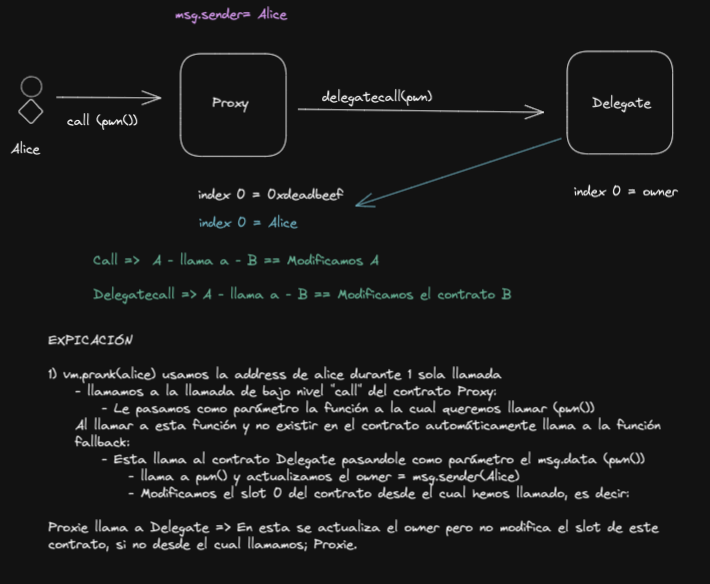 msg.sender= Alice
Proxy
delegatecall(pwn)
Delegate
call (pwn())
Alice
index 0 = 0xdeadbeef
index 0 = owner
index 0 = Alice
Call => A - llama a - B == Modificamos A
Delegatecall => A - llama a - B == Modificamos el contrato B
EXPICACIÓN
1) vm.prank(alice) usamos la address de alice durante 1 sola llamada
- llamamos a la llamada de bajo nivel "call" del contrato Proxy:
- Le pasamos como parámetro la función a la cual queremos llamar (pwn())
Al llamar a esta función y no existir en el contrato automáticamente llama a la función
fallback:
- Esta llama al contrato Delegate pasandole como parámetro el msg.data (pwn())
- llama a pwn() y actualizamos el owner = msg.sender(Alice)
- Modificamos el slot 0 del contrato desde el cual hemos llamado, es decir:
Proxie llama a Delegate => En esta se actualiza el owner pero no modifica el slot de este
contrato, si no desde el cual llamamos; Proxie.